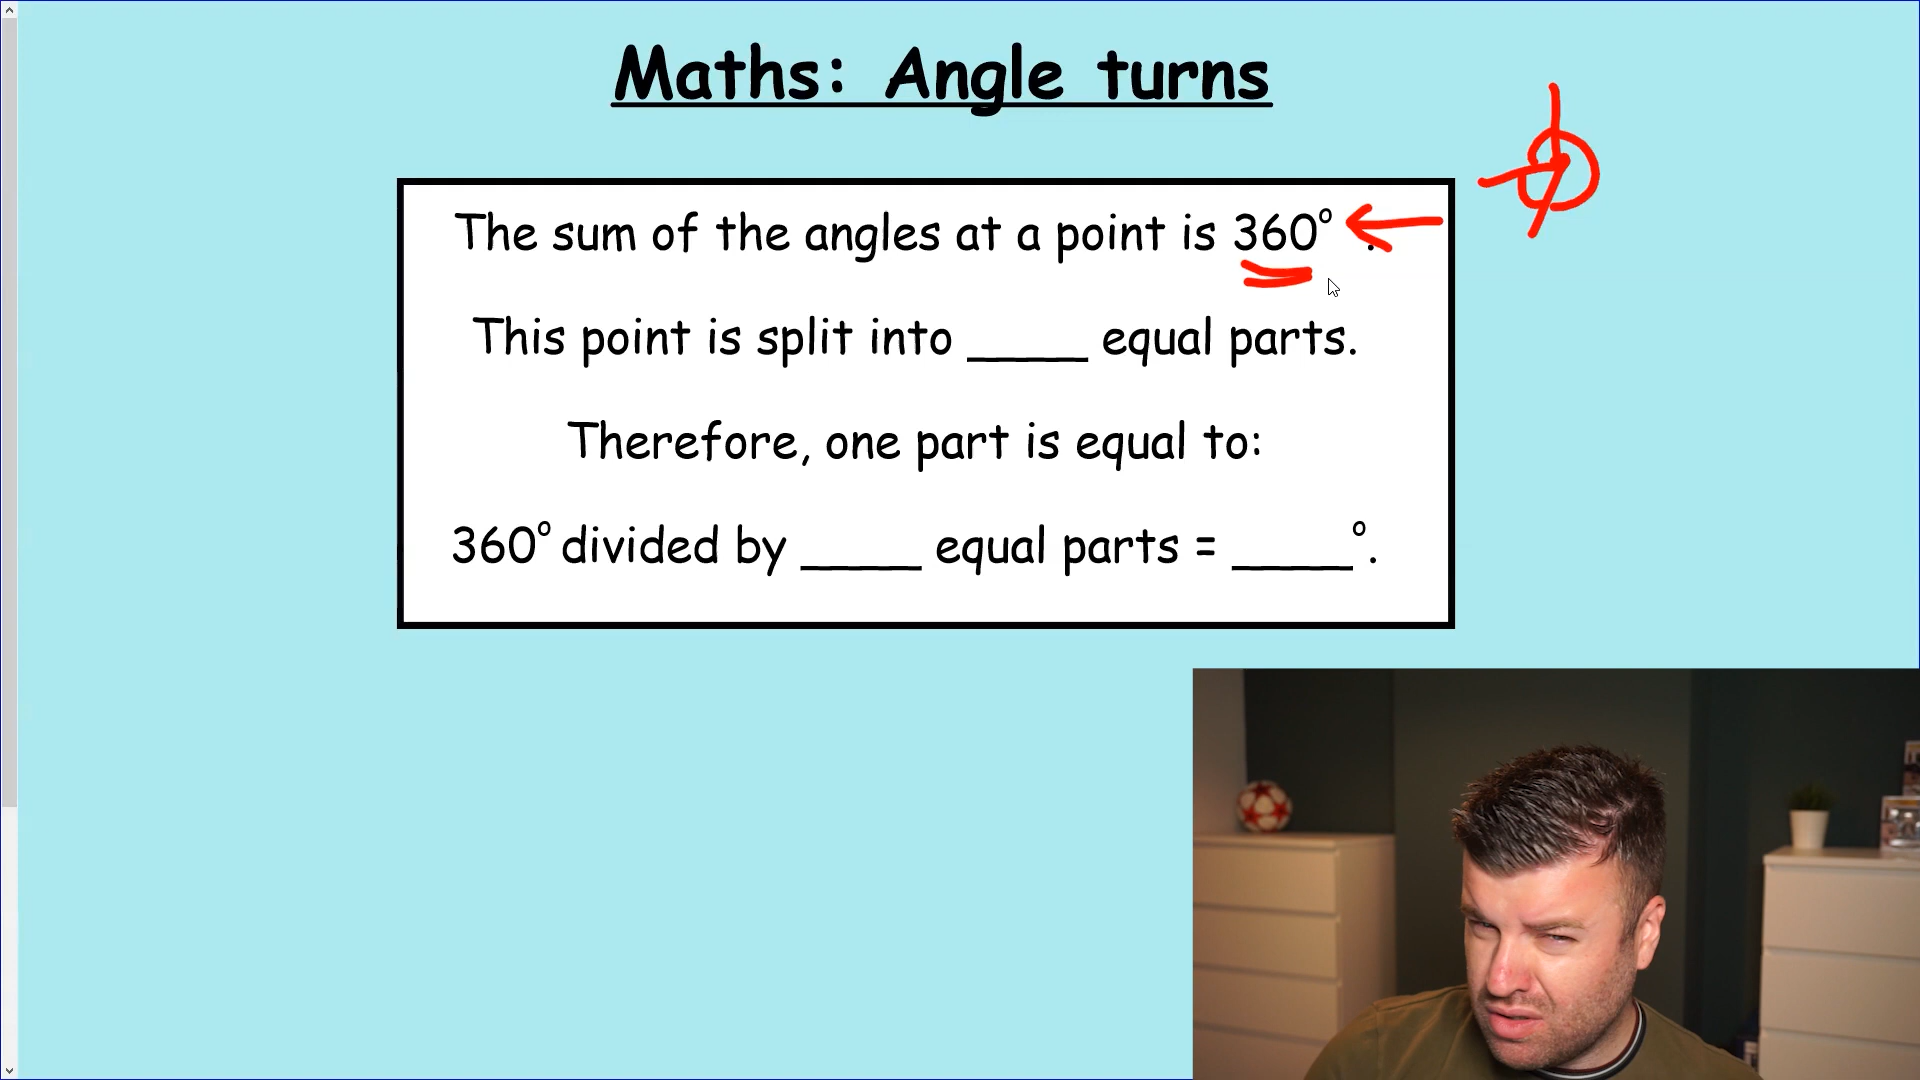 Maths: Angle turns
The sum of the angles at a point is 360° .
This point is split into ____ equal parts.
Therefore, one part is equal to:
360° divided by ____ equal parts = ____°.